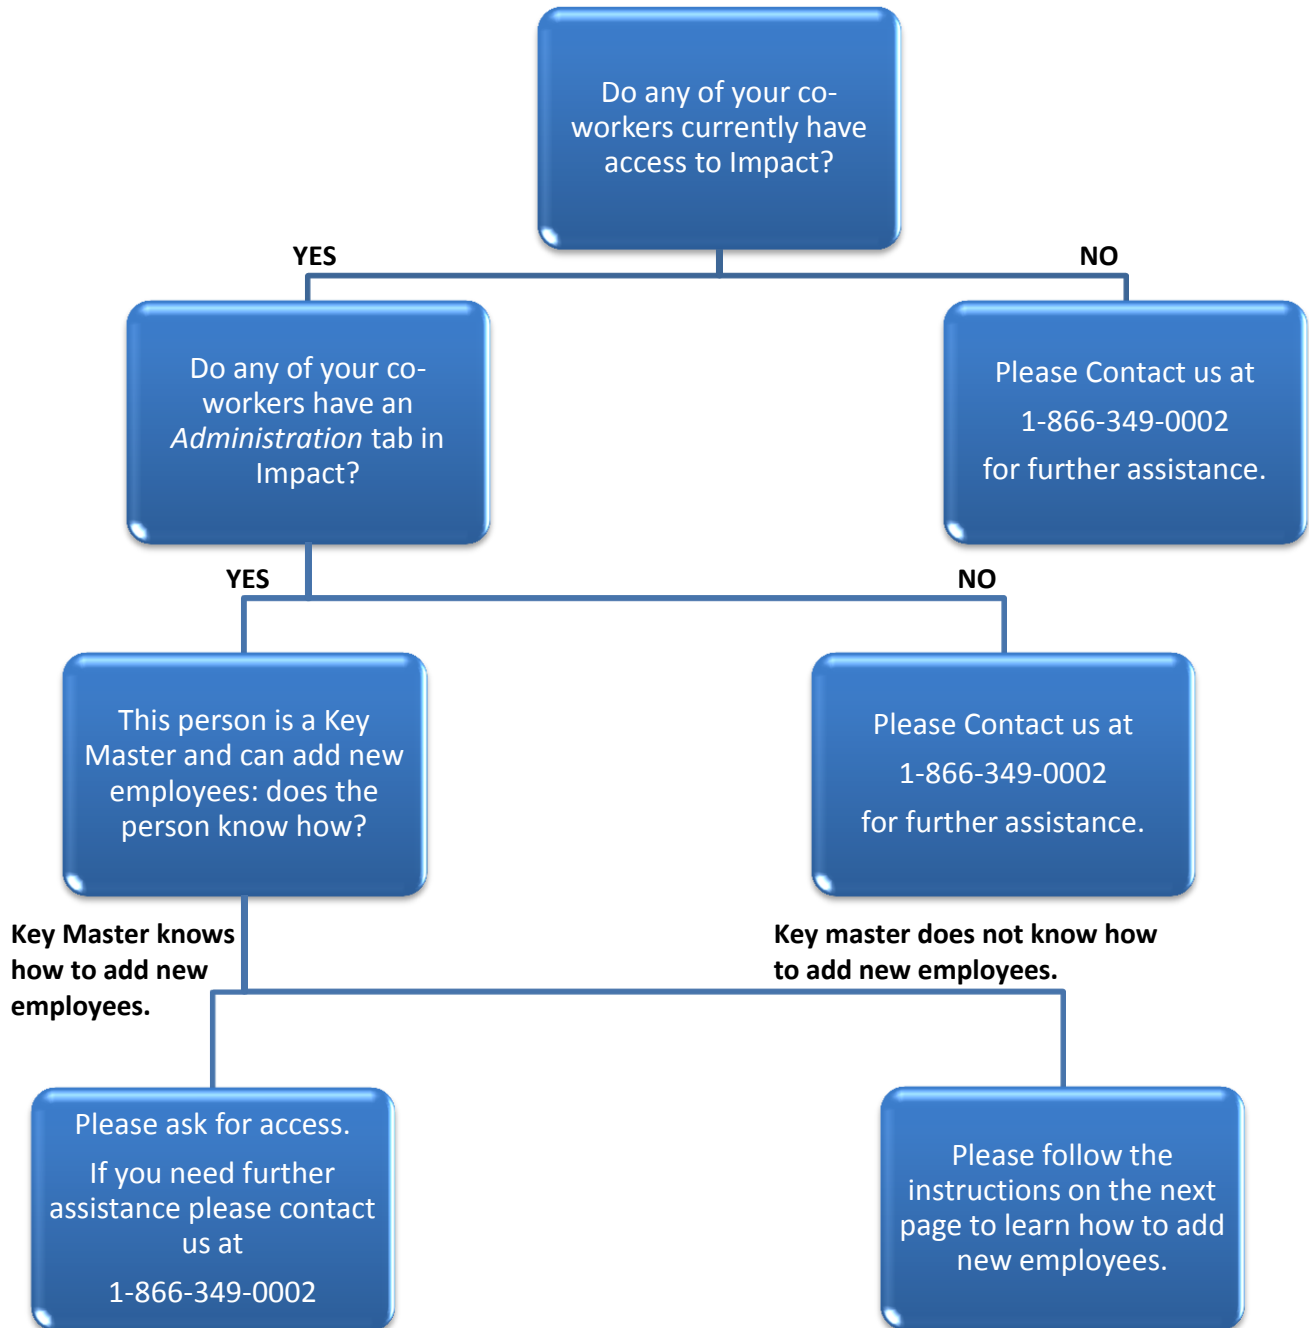 Do any of your co-
workers currently have
access to Impact?
YES
NO
Do any of your co-
workers have an
Administration tab in
Impact?
Please Contact us at
1-866-349-0002
for further assistance.
YES
NO
This person is a Key
Master and can add new
employees: does the
person know how?
Please Contact us at
1-866-349-0002
for further assistance.
Key Master knows
how to add new
employees.
Key master does not know how
to add new employees.
Please ask for access.
If you need further
assistance please contact
us at
1-866-349-0002
Please follow the
instructions on the next
page to learn how to add
new employees.